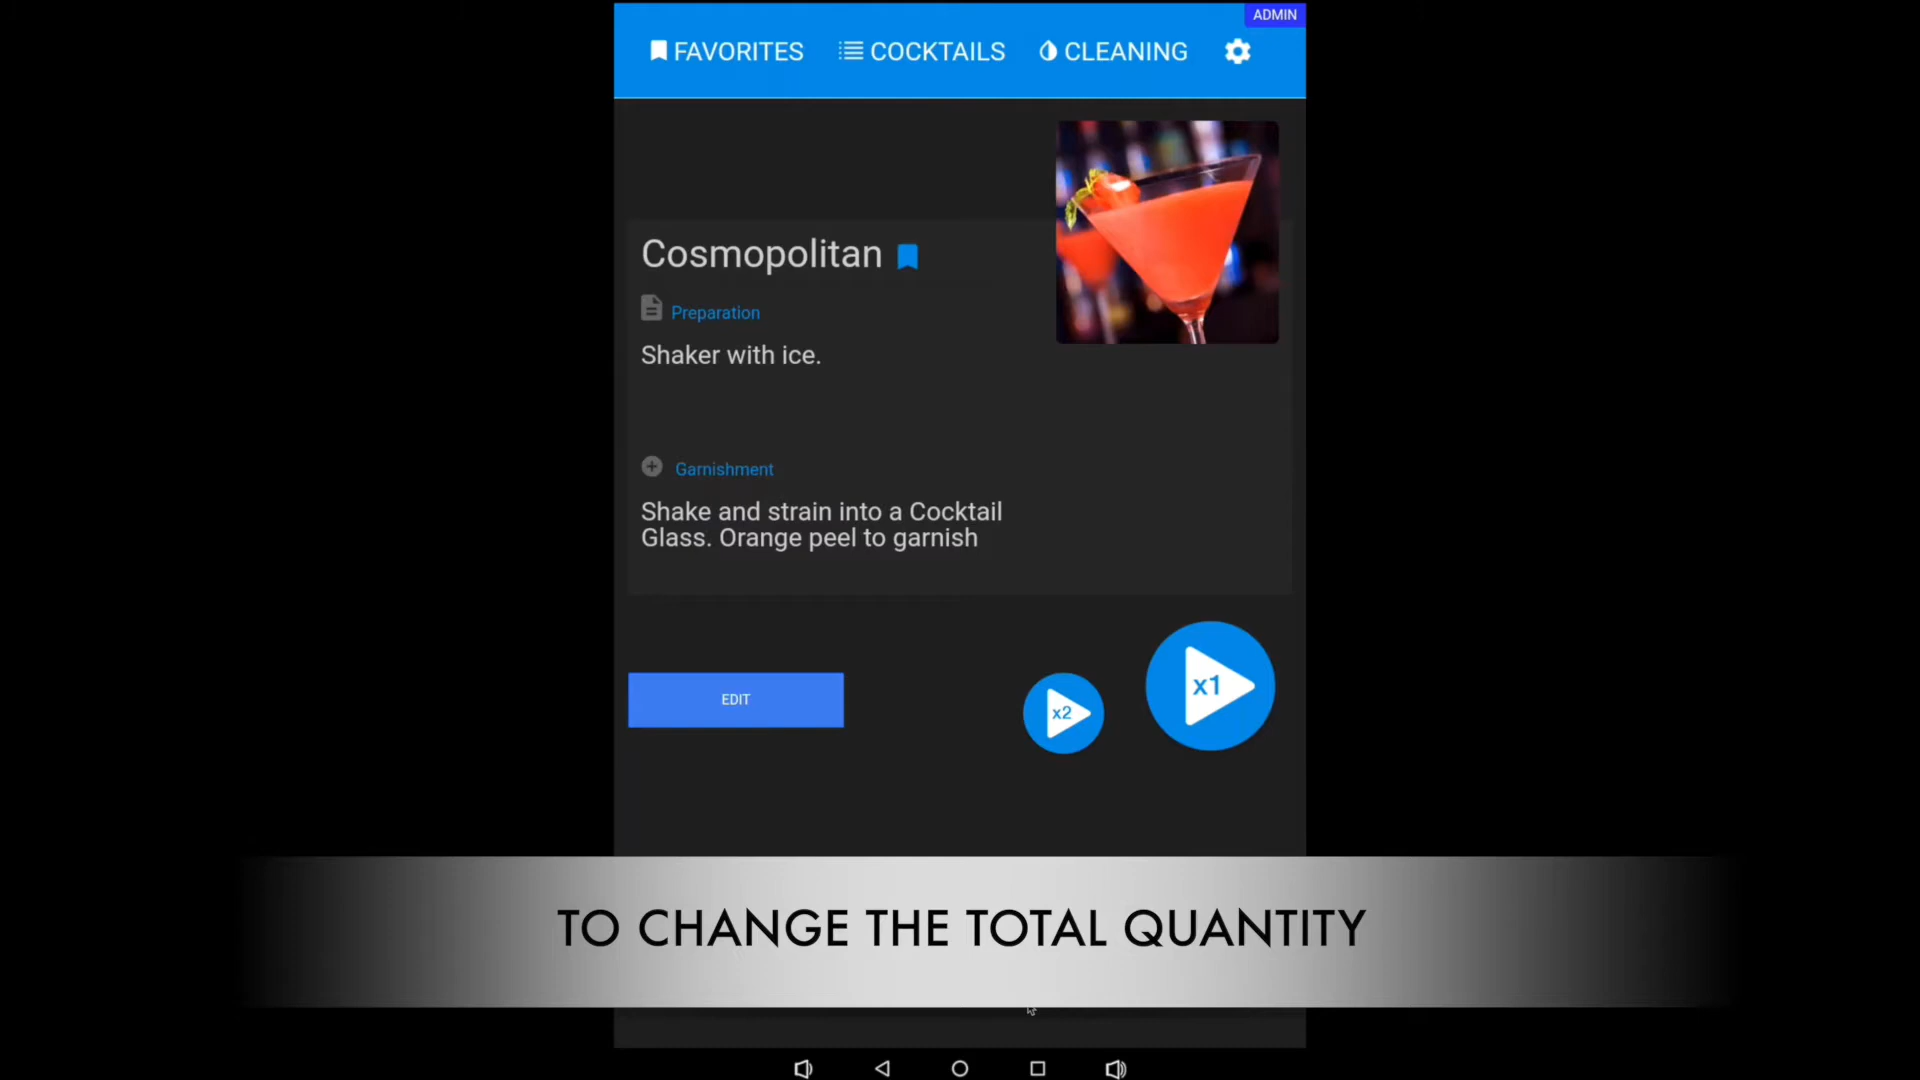 ADMIN
FAVORITES COCKTAILS CLEANING
Cosmopolitan
Preparation
Shaker with ice.
Garnishment
Shake and strain into a Cocktail
Glass. Orange peel to garnish
EDIT
x2
x1
TO CHANGE THE TOTAL QUANTITY